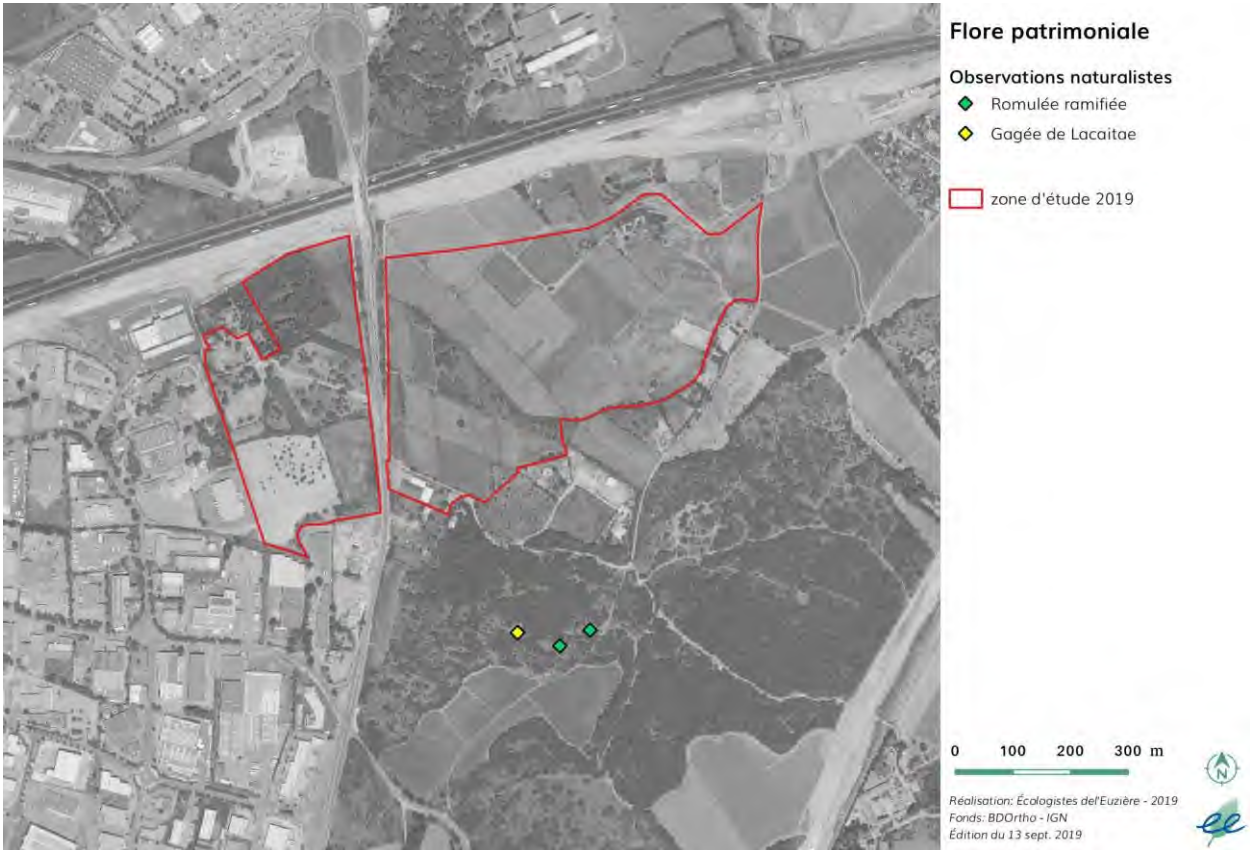 Flore patrimoniale
Observations naturalistes
Romulée ramifiée
Gagée de Lacaitae
zone d'étude 2019
0 100 200 300 m
N
Réalisation: Écologistes del'Euzière - 2019
Fonds: BDOrtho - IGN
Édition du 13 sept. 2019
ee